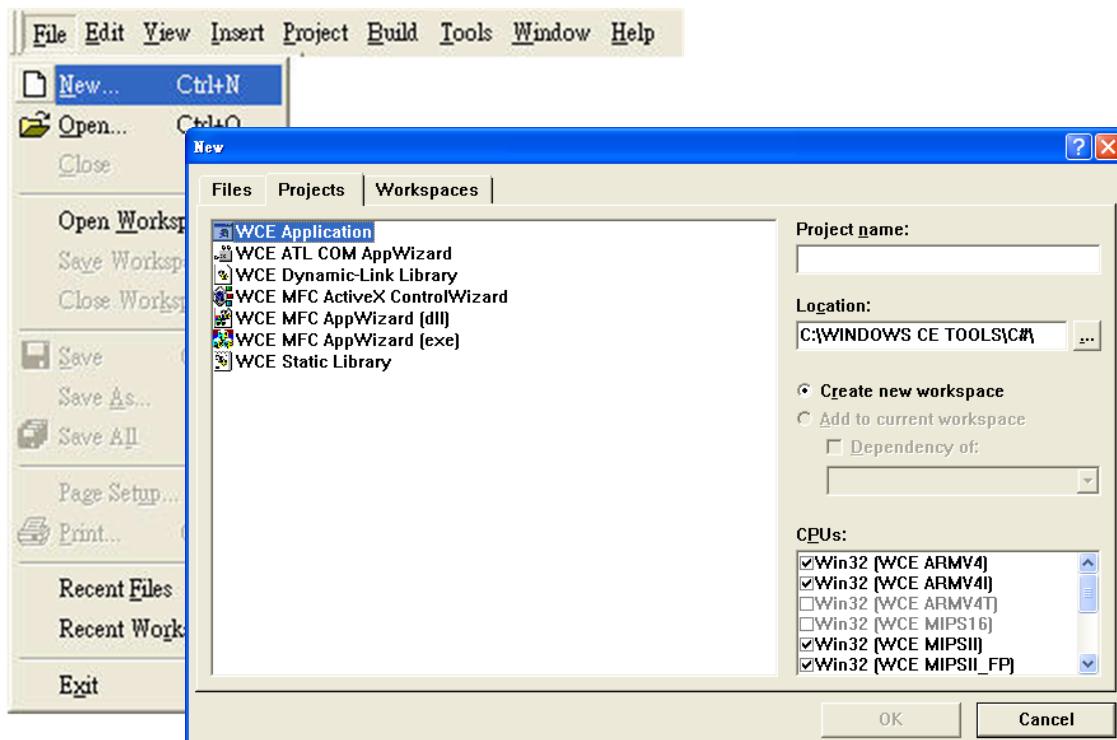 File Edit View Insert Project Build Tools Window Help
New... Ctrl+N
Open... Ctrl+O
Close
Open
Save
Close
Save
Save As...
Save All
Page Setup...
Print...
Recent Files
Recent
Exit
New
Files Projects Workspaces
WCE Application
WCE ATL COM AppWizard
WCE Dynamic-Link Library
WCE MFC ActiveX ControlWizard
WCE MFC AppWizard (dll)
WCE MFC AppWizard (exe)
WCE Static Library
Project name:
Location:
C:\WINDOWS CE TOOLS\C#\ ...
Create new workspace
Add to current workspace
Dependency of:
CPUs:
Win32 (WCE ARMV4)
Win32 (WCE ARMV4I)
Win32 (WCE ARMV4T)
Win32 (WCE MIPS16)
Win32 (WCE MIPSII)
Win32 (WCE MIPSII_FP)
OK Cancel